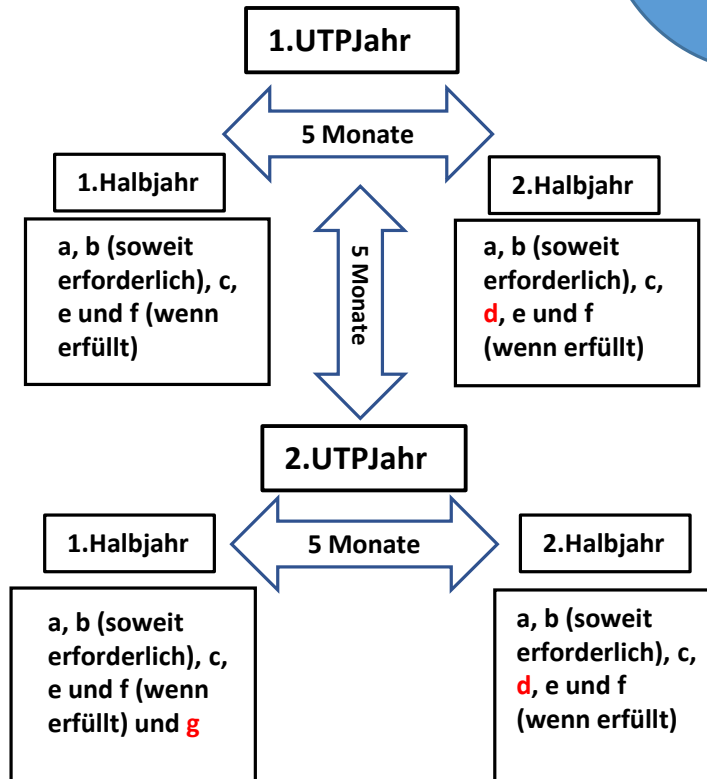 1.UTPJahr
5 Monate
1.Halbjahr
2.Halbjahr
a, b (soweit
erforderlich), c,
e und f (wenn
erfüllt)
5 Monate
a, b (soweit
erforderlich), c,
d, e und f
(wenn erfüllt)
2.UTPJahr
1.Halbjahr
5 Monate
2.Halbjahr
a, b (soweit
erforderlich), c,
e und f (wenn
erfüllt) und g
a, b (soweit
erforderlich), c,
d, e und f
(wenn erfüllt)